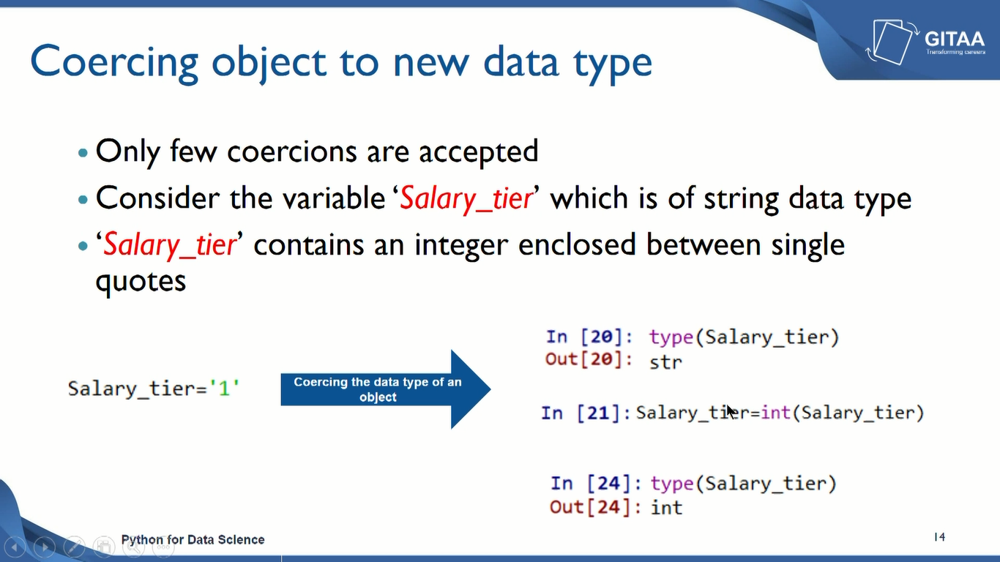 GITAA
Transforming careers
Coercing object to new data type
• Only few coercions are accepted
• Consider the variable ‘Salary_tier’ which is of string data type
• ‘Salary_tier’ contains an integer enclosed between single
quotes
Salary_tier='1'
Coercing the data type of an
object
In [20]: type(Salary_tier)
Out[20]: str
In [21]: Salary_tier=int(Salary_tier)
In [24]: type(Salary_tier)
Out[24]: int
Python for Data Science
14